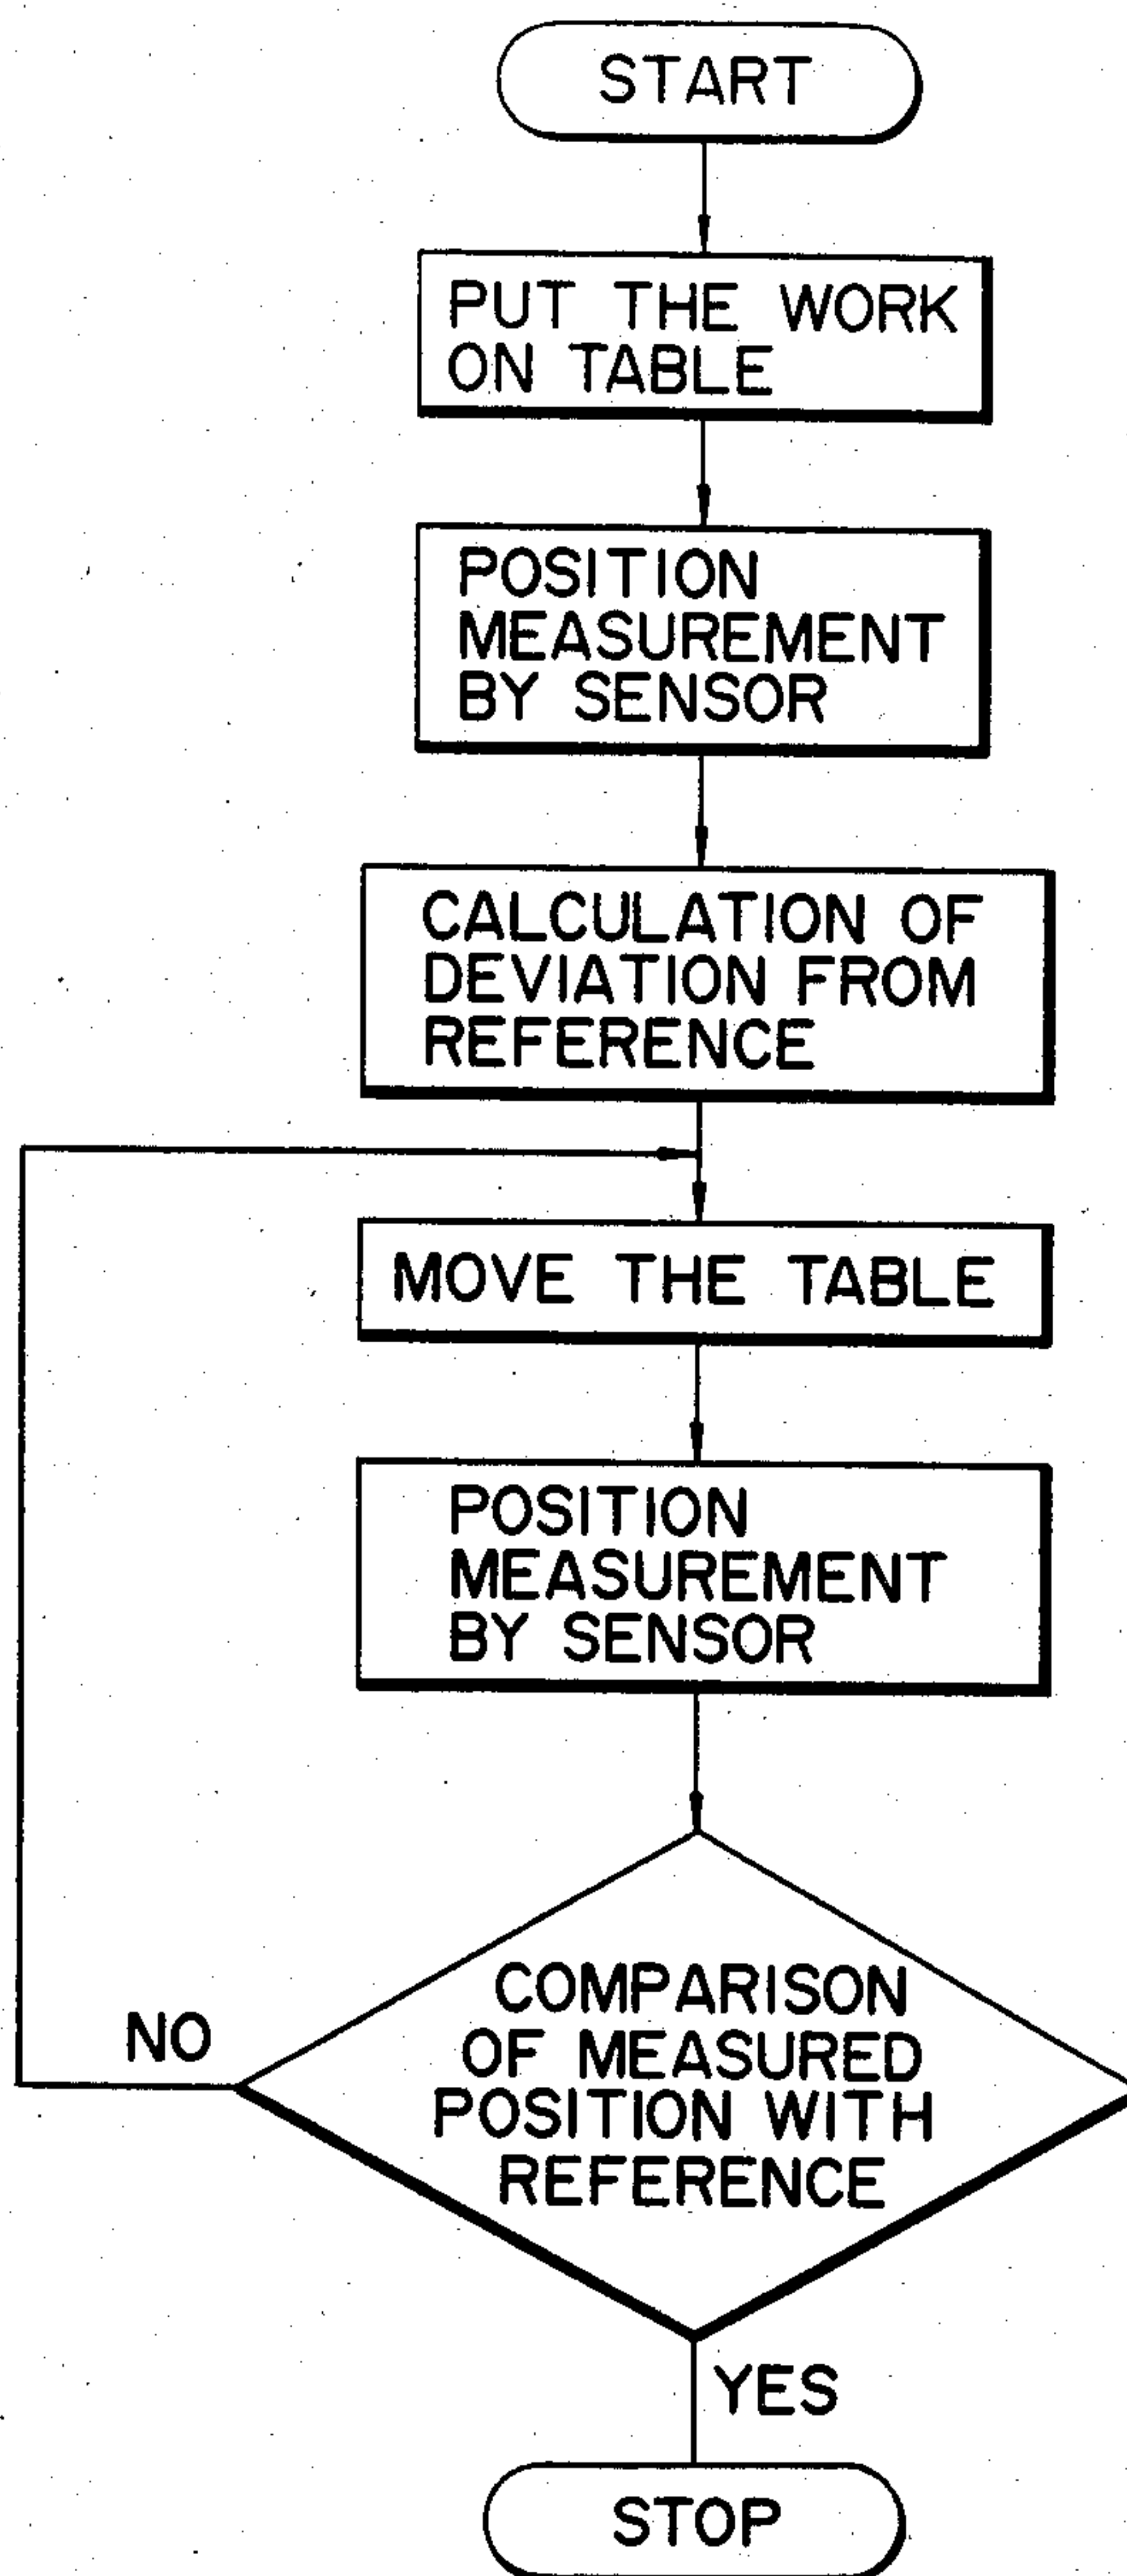 START
PUT THE WORK
ON TABLE
POSITION
MEASUREMENT
BY SENSOR
CALCULATION OF
DEVIATION FROM
REFERENCE
MOVE THE TABLE
POSITION
MEASUREMENT
BY SENSOR
COMPARISON
OF MEASURED
POSITION WITH
REFERENCE
NO
YES
STOP